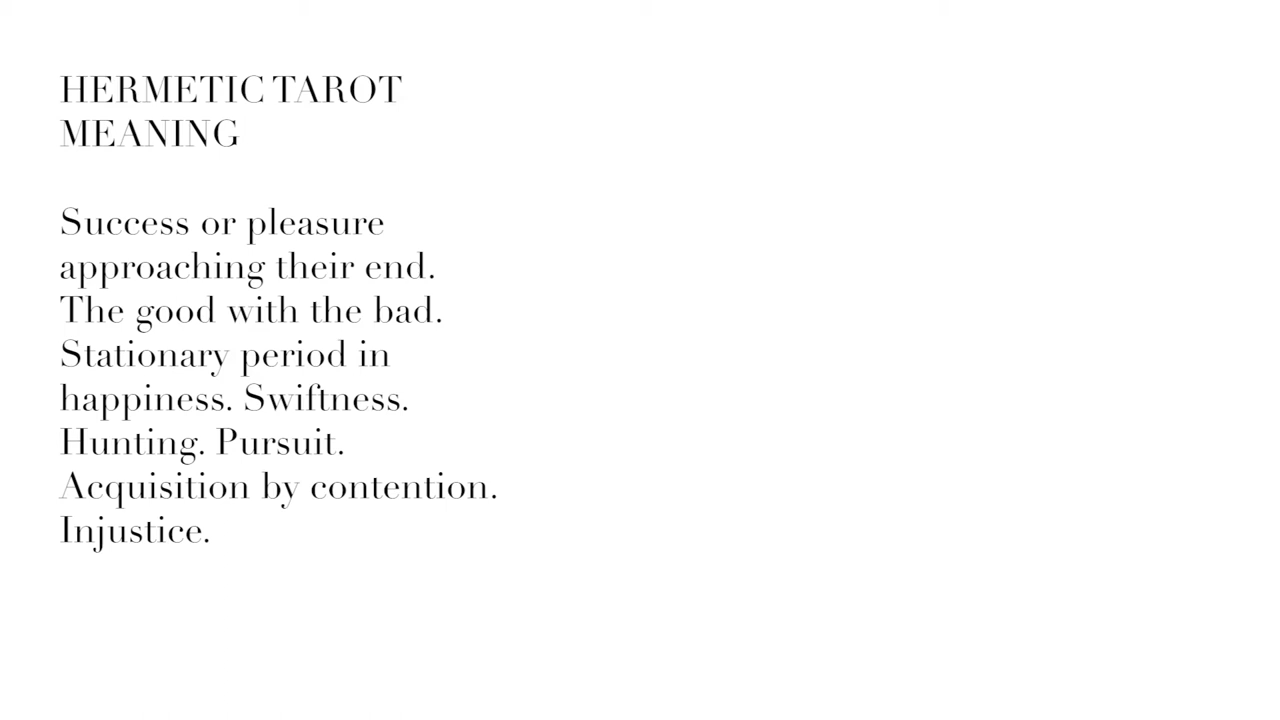 HERMETIC TAROT
MEANING
Success or pleasure
approaching their end.
The good with the bad.
Stationary period in
happiness. Swiftness.
Hunting. Pursuit.
Acquisition by contention.
Injustice.